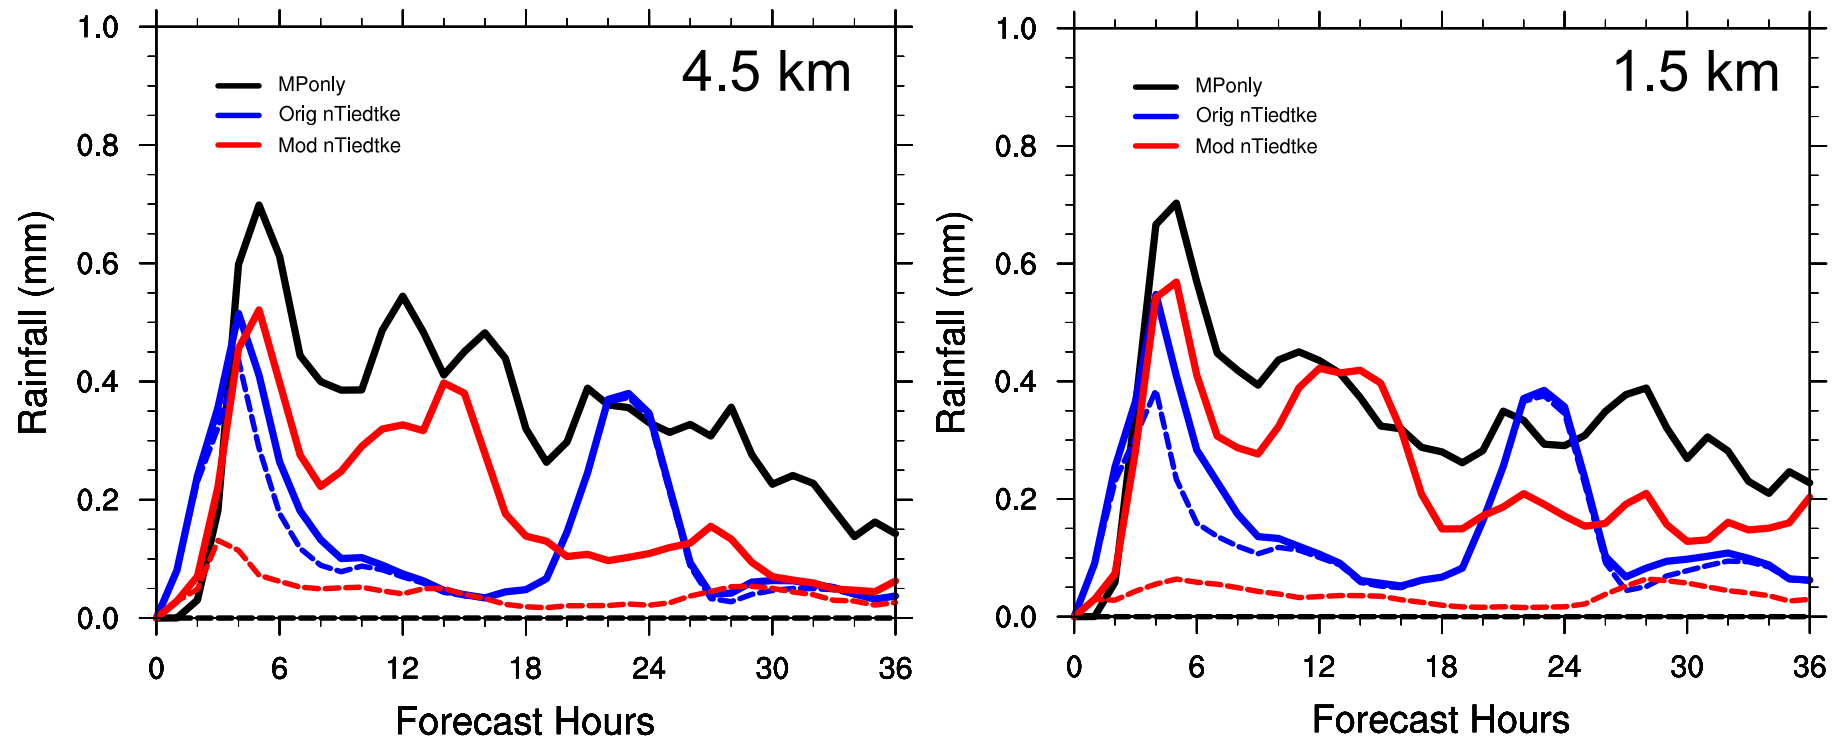 4.5 km
MPonly
Orig nTiedtke
Mod nTiedtke
Rainfall (mm)
1.0
0.8
0.6
0.4
0.2
0.0
0 6 12 18 24 30 36
Forecast Hours
1.5 km
MPonly
Orig nTiedtke
Mod nTiedtke
Rainfall (mm)
1.0
0.8
0.6
0.4
0.2
0.0
0 6 12 18 24 30 36
Forecast Hours